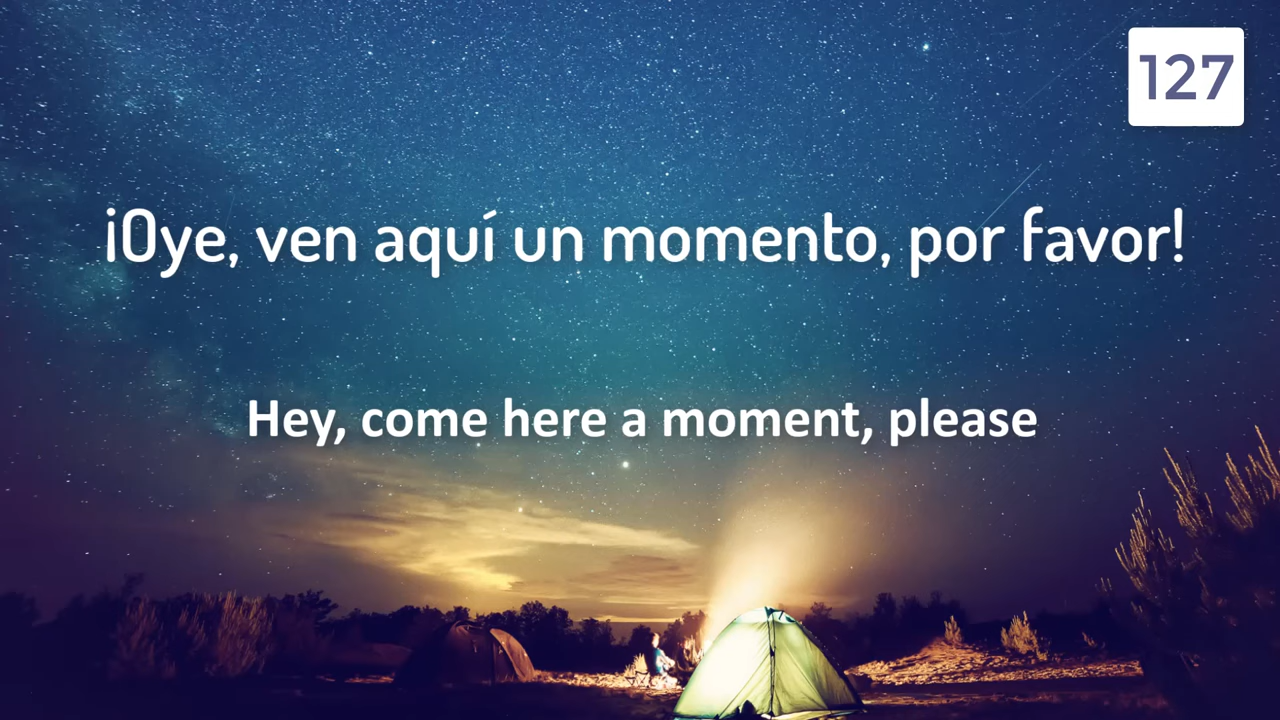 127
¡Oye, ven aquí un momento, por favor!
Hey, come here a moment, please